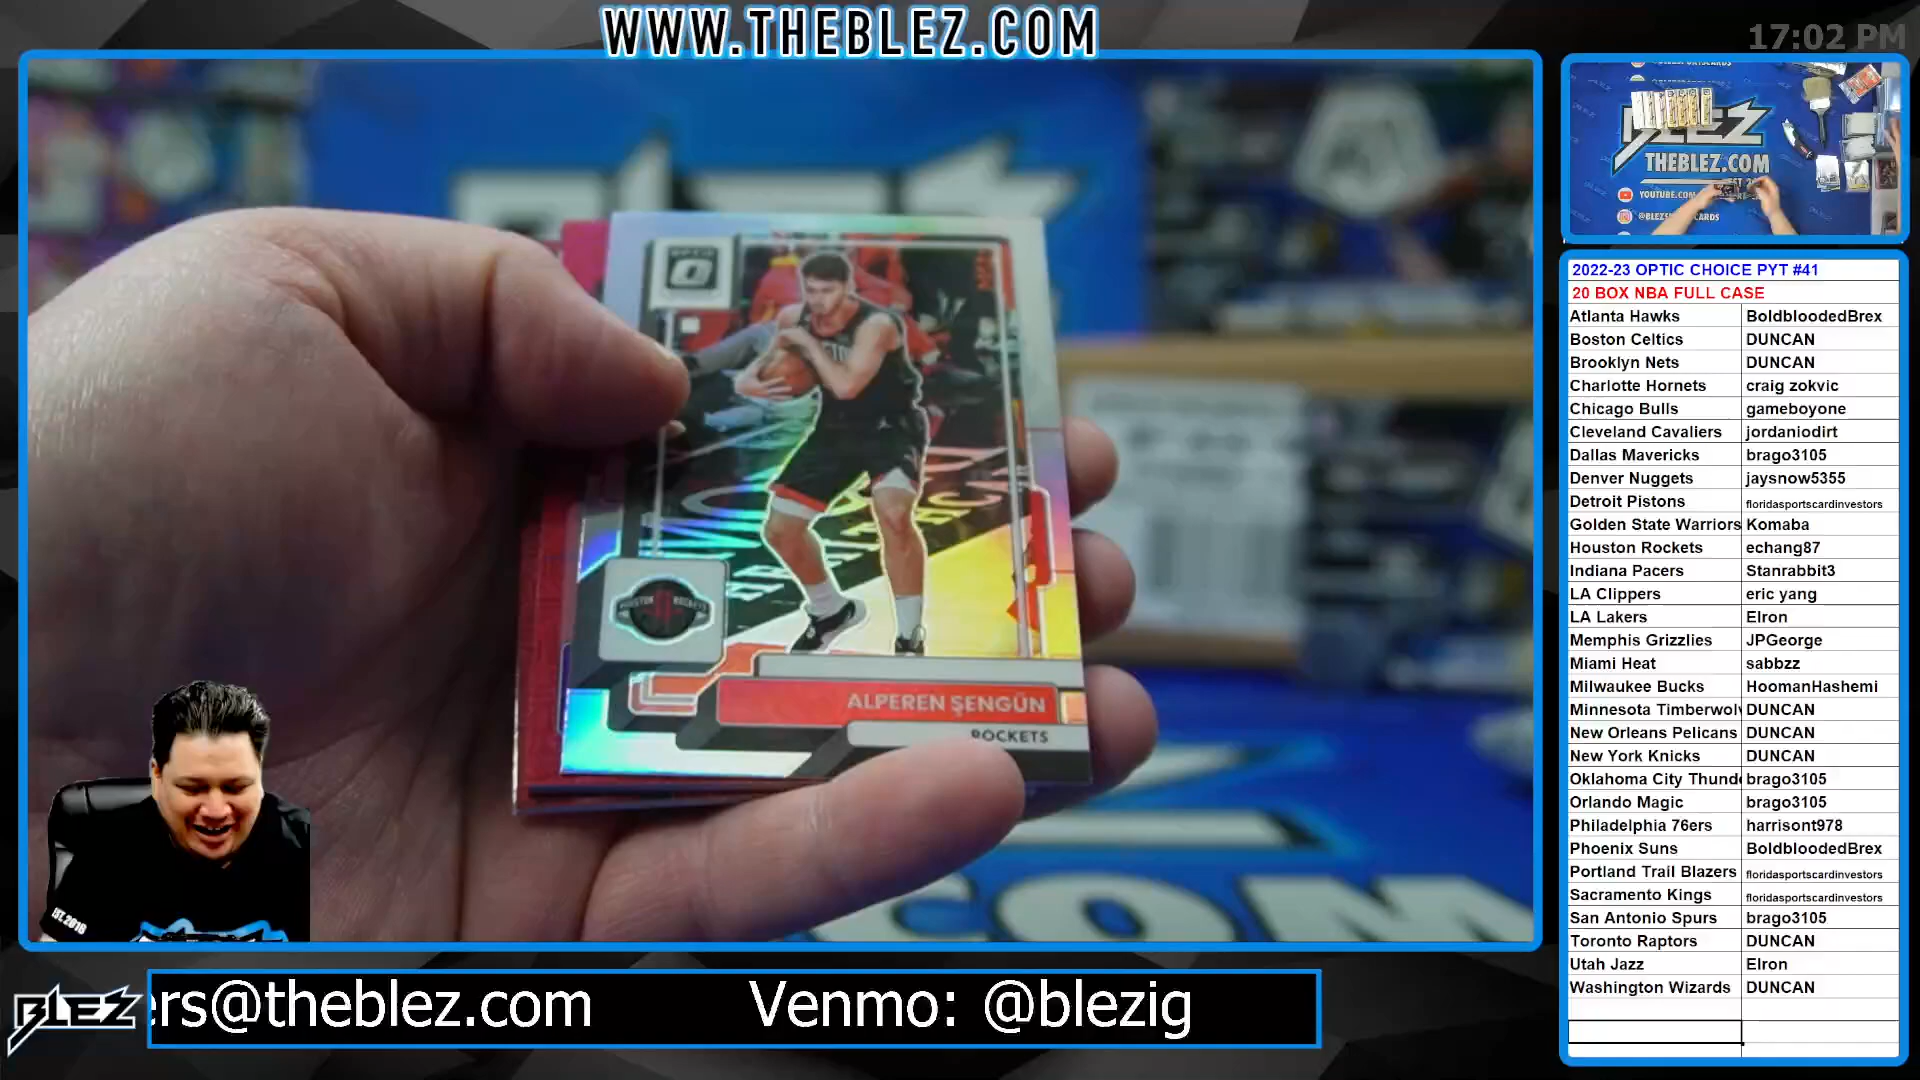 WWW.THEBLEZ.COM
17:02 PM
BLEZ
THEBLEZ.COM
OPTIC
ALPEREN ŞENGÜN
ROCKETS
EST. 2018
2022-23 OPTIC CHOICE PYT #41
20 BOX NBA FULL CASE
Atlanta Hawks BoldbloodedBrex
Boston Celtics DUNCAN
Brooklyn Nets DUNCAN
Charlotte Hornets craig zokvic
Chicago Bulls gameboyone
Cleveland Cavaliers jordaniodirt
Dallas Mavericks brago3105
Denver Nuggets jaysnow5355
Detroit Pistons floridasportscardinvestors
Golden State Warriors Komaba
Houston Rockets echang87
Indiana Pacers Stanrabbit3
LA Clippers eric yang
LA Lakers Elron
Memphis Grizzlies JPGeorge
Miami Heat sabbzz
Milwaukee Bucks HoomanHashemi
Minnesota Timberwolv DUNCAN
New Orleans Pelicans DUNCAN
New York Knicks DUNCAN
Oklahoma City Thunde brago3105
Orlando Magic brago3105
Philadelphia 76ers harrisont978
Phoenix Suns BoldbloodedBrex
Portland Trail Blazers floridasportscardinvestors
Sacramento Kings floridasportscardinvestors
San Antonio Spurs brago3105
Toronto Raptors DUNCAN
Utah Jazz Elron
Washington Wizards DUNCAN
BLEZ
rs@theblez.com Venmo: @blezig